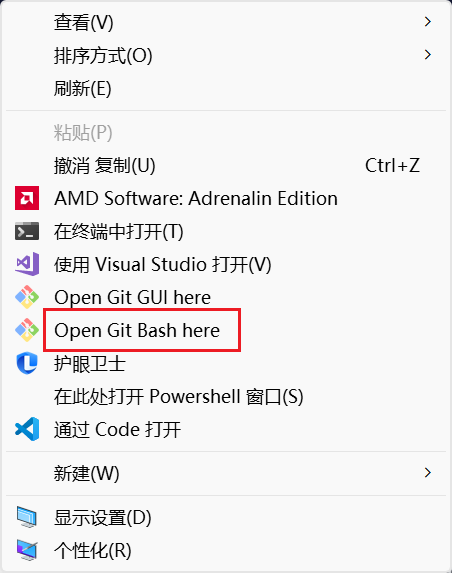 查看(V)
排序方式(O)
刷新(E)
粘贴(P)
撤消 复制(U) Ctrl+Z
AMD Software: Adrenalin Edition
在终端中打开(T)
使用 Visual Studio 打开(V)
Open Git GUI here
Open Git Bash here
护眼卫士
在此处打开 Powershell 窗口(S)
通过 Code 打开
新建(W)
显示设置(D)
个性化(R)